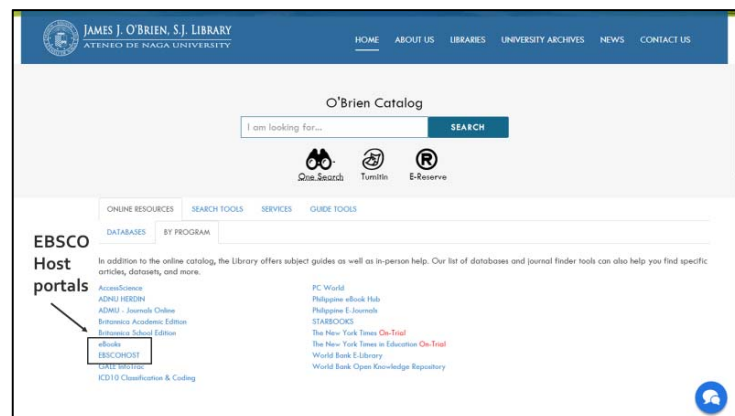 JAMES J. O'BRIEN, S.J. LIBRARY
ATENEO DE NAGA UNIVERSITY
HOME ABOUT US LIBRARIES UNIVERSITY ARCHIVES NEWS CONTACT US
O'Brien Catalog
I am looking for... SEARCH
One Search Turnitin E-Reserve
ONLINE RESOURCES SEARCH TOOLS SERVICES GUIDE TOOLS
DATABASES BY PROGRAM
EBSCO
Host
portals
In addition to the online catalog, the Library offers subject guides as well as in-person help. Our list of databases and journal finder tools can also help you find specific
articles, datasets, and more.
AccessScience
ADNU HERDIN
ADMU - Journals Online
Britannica Academic Edition
Britannica School Edition
eBooks
EBSCOHOST
GALE InfoTrac
ICD10 Classification & Coding
PC World
Philippine eBook Hub
Philippine E-Journals
STARBOOKS
The New York Times On-Trial
The New York Times in Education On-Trial
World Bank E-Library
World Bank Open Knowledge Repository